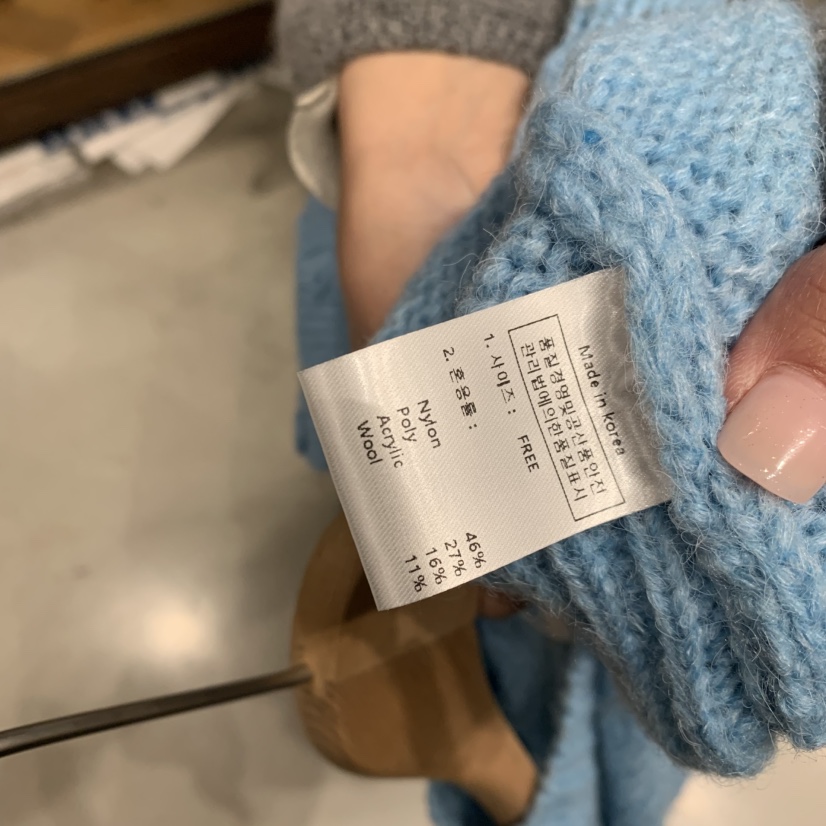 Made in korea
품질경영및공산품안전
관리법에의한품질표시
1. 사이즈 : FREE
2. 혼용률 :
Nylon 46%
Poly 27%
Acrylic 16%
Wool 11%